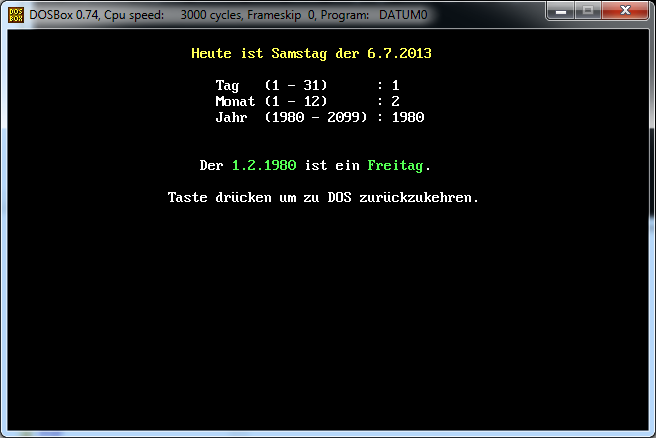 DOSBox 0.74, Cpu speed: 3000 cycles, Frameskip 0, Program: DATUM0
Heute ist Samstag der 6.7.2013
Tag (1 - 31) : 1
Monat (1 - 12) : 2
Jahr (1980 - 2099) : 1980
Der 1.2.1980 ist ein Freitag.
Taste drücken um zu DOS zurückzukehren.